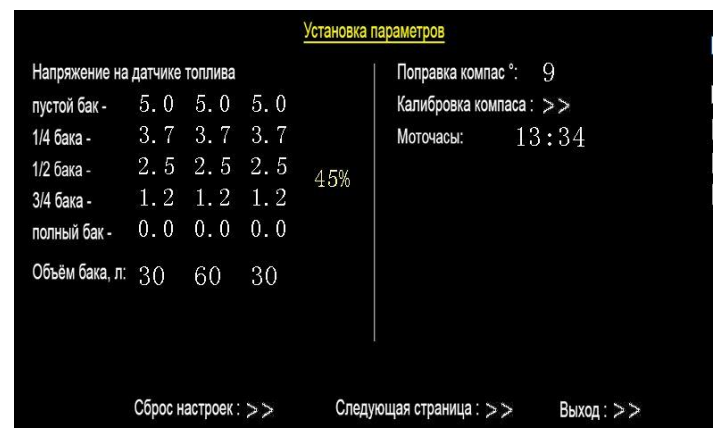 Установка параметров
Напряжение на датчике топлива
пустой бак - 5.0 5.0 5.0
1/4 бака - 3.7 3.7 3.7
1/2 бака - 2.5 2.5 2.5
45%
3/4 бака - 1.2 1.2 1.2
полный бак - 0.0 0.0 0.0
Объём бака, л: 30 60 30
Поправка компас °: 9
Калибровка компаса : >>
Моточасы: 13:34
Сброс настроек : >> Следующая страница : >> Выход : >>